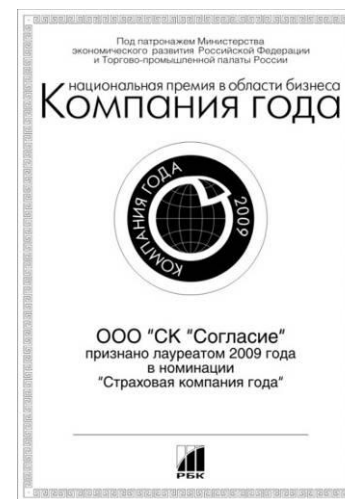 Под патронажем Министерства
экономического развития Российской Федерации
и Торгово-промышленной палаты России
национальная премия в области бизнеса
Компания года
КОМПАНИЯ ГОДА 2009
ООО "СК "Согласие"
признано лауреатом 2009 года
в номинации
"Страховая компания года"
РБК